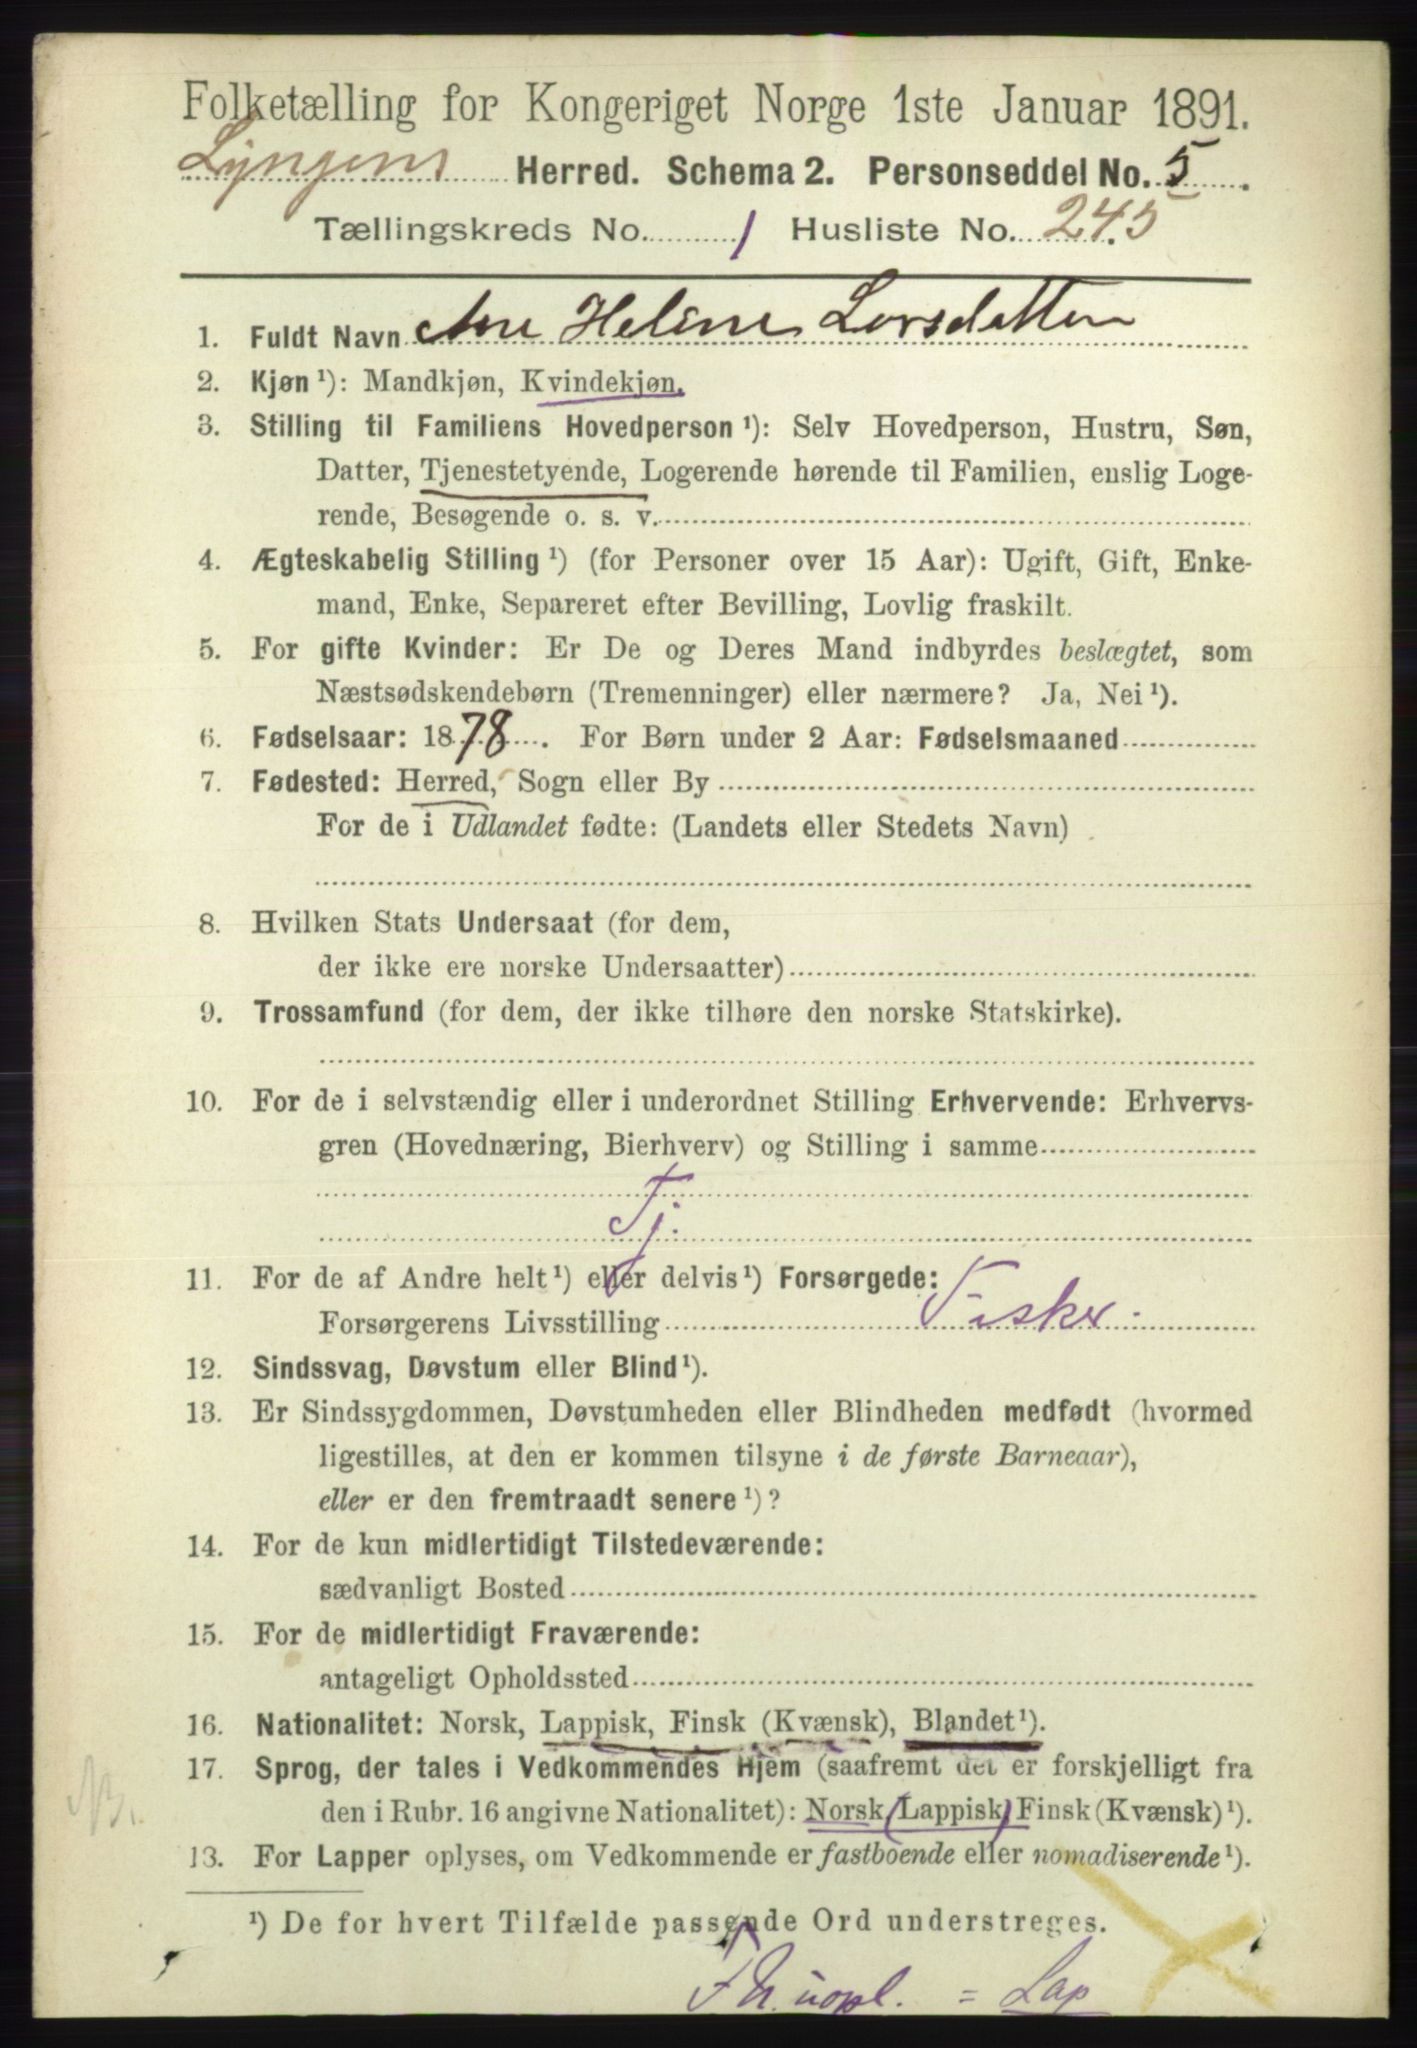 Folketælling for Kongeriget Norge 1ste Januar 1891.
Lyngens Herred. Schema 2. Personseddel No. 5.
Tællingskreds No. 1 Husliste No. 245
1. Fuldt Navn Ane Heline Larsdatter
2. Kjøn ¹): Mandkjøn, Kvindekjøn.
3. Stilling til Familiens Hovedperson ¹): Selv Hovedperson, Hustru, Søn,
Datter, Tjenestetyende, Logerende hørende til Familien, enslig Loge-
rende, Besøgende o. s. v.
4. Ægteskabelig Stilling ¹) (for Personer over 15 Aar): Ugift, Gift, Enke-
mand, Enke, Separeret efter Bevilling, Lovlig fraskilt.
5. For gifte Kvinder: Er De og Deres Mand indbyrdes beslægtet, som
Næstsødskendebørn (Tremenninger) eller nærmere? Ja, Nei ¹).
6. Fødselsaar: 1878. For Børn under 2 Aar: Fødselsmaaned
7. Fødested: Herred, Sogn eller By
For de i Udlandet fødte: (Landets eller Stedets Navn)
8. Hvilken Stats Undersaat (for dem,
der ikke ere norske Undersaatter)
9. Trossamfund (for dem, der ikke tilhøre den norske Statskirke).
10. For de i selvstændig eller i underordnet Stilling Erhvervende: Erhvervs-
gren (Hovednæring, Bierhverv) og Stilling i samme
Tj.
11. For de af Andre helt ¹) eller delvis ¹) Forsørgede:
Forsørgerens Livsstilling Fisker.
12. Sindssvag, Døvstum eller Blind ¹).
13. Er Sindssygdommen, Døvstumheden eller Blindheden medfødt (hvormed
ligestilles, at den er kommen tilsyne i de første Barneaar),
eller er den fremtraadt senere ¹)?
14. For de kun midlertidigt Tilstedeværende:
sædvanligt Bosted
15. For de midlertidigt Fraværende:
antageligt Opholdssted
16. Nationalitet: Norsk, Lappisk, Finsk (Kvænsk), Blandet ¹).
17. Sprog, der tales i Vedkommendes Hjem (saafremt det er forskjelligt fra
den i Rubr. 16 angivne Nationalitet): Norsk (Lappisk) Finsk (Kvænsk) ¹).
13. For Lapper oplyses, om Vedkommende er fastboende eller nomadiserende ¹).
¹) De for hvert Tilfælde passende Ord understreges.
uopl. = Lap